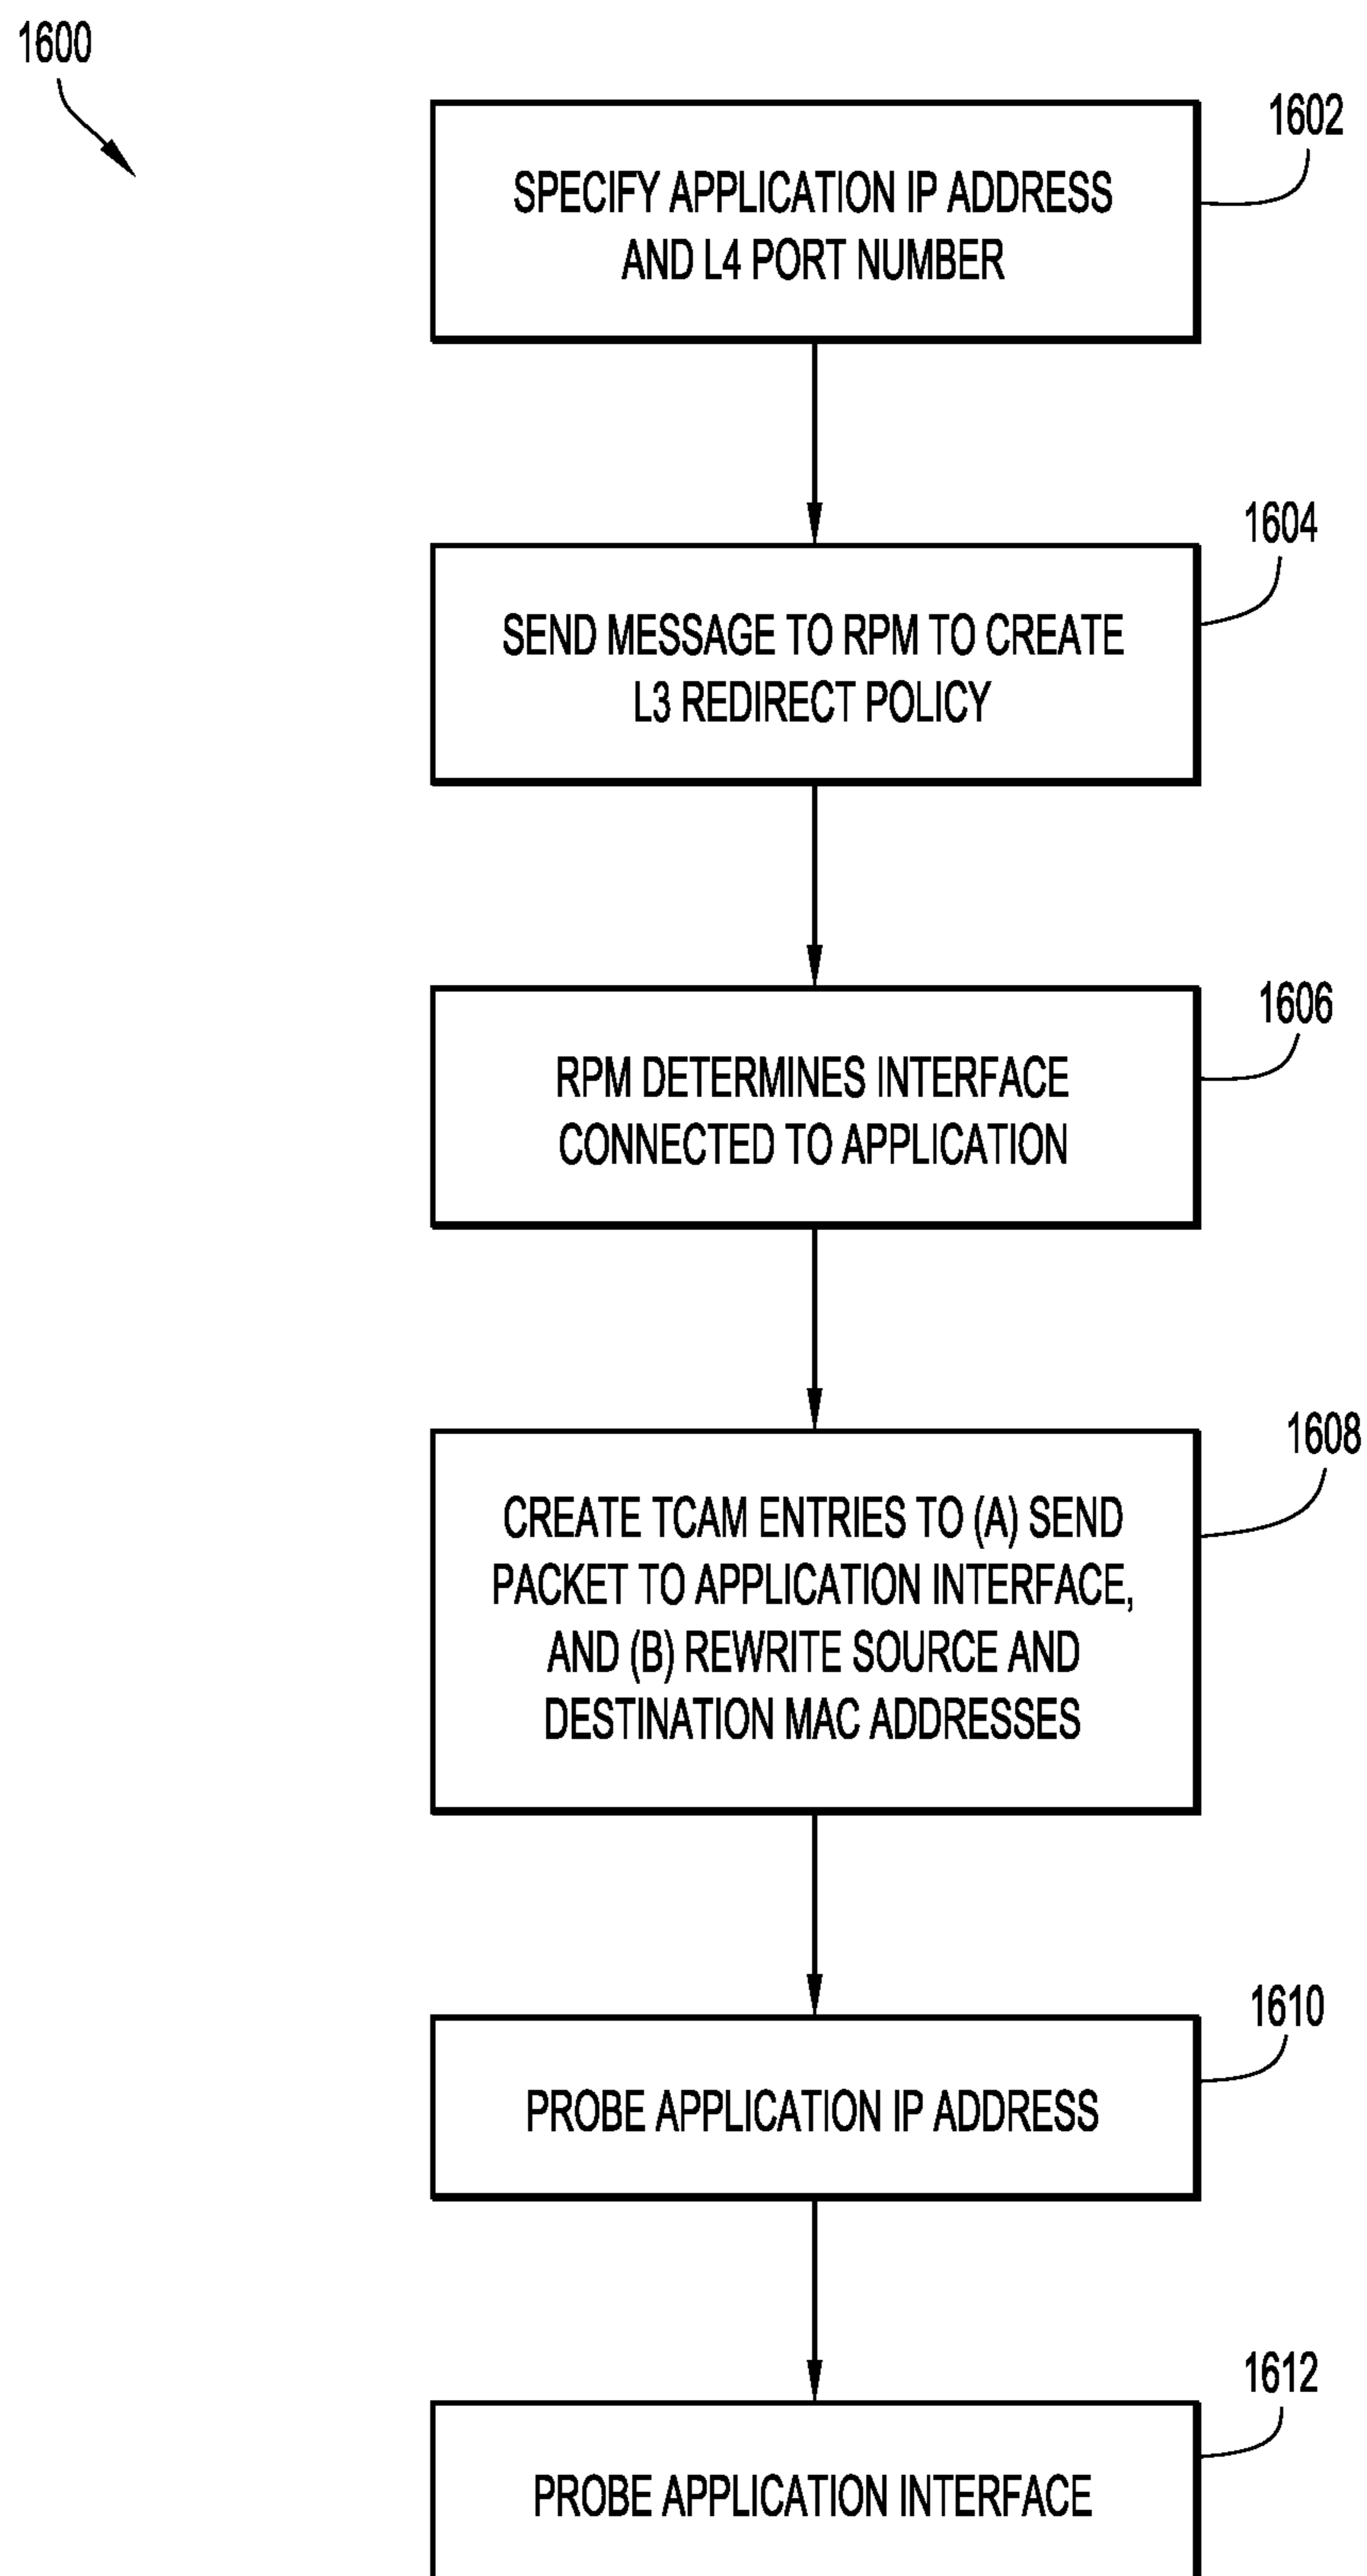 1600
1602
SPECIFY APPLICATION IP ADDRESS
AND L4 PORT NUMBER
1604
SEND MESSAGE TO RPM TO CREATE
L3 REDIRECT POLICY
1606
RPM DETERMINES INTERFACE
CONNECTED TO APPLICATION
1608
CREATE TCAM ENTRIES TO (A) SEND
PACKET TO APPLICATION INTERFACE,
AND (B) REWRITE SOURCE AND
DESTINATION MAC ADDRESSES
1610
PROBE APPLICATION IP ADDRESS
1612
PROBE APPLICATION INTERFACE